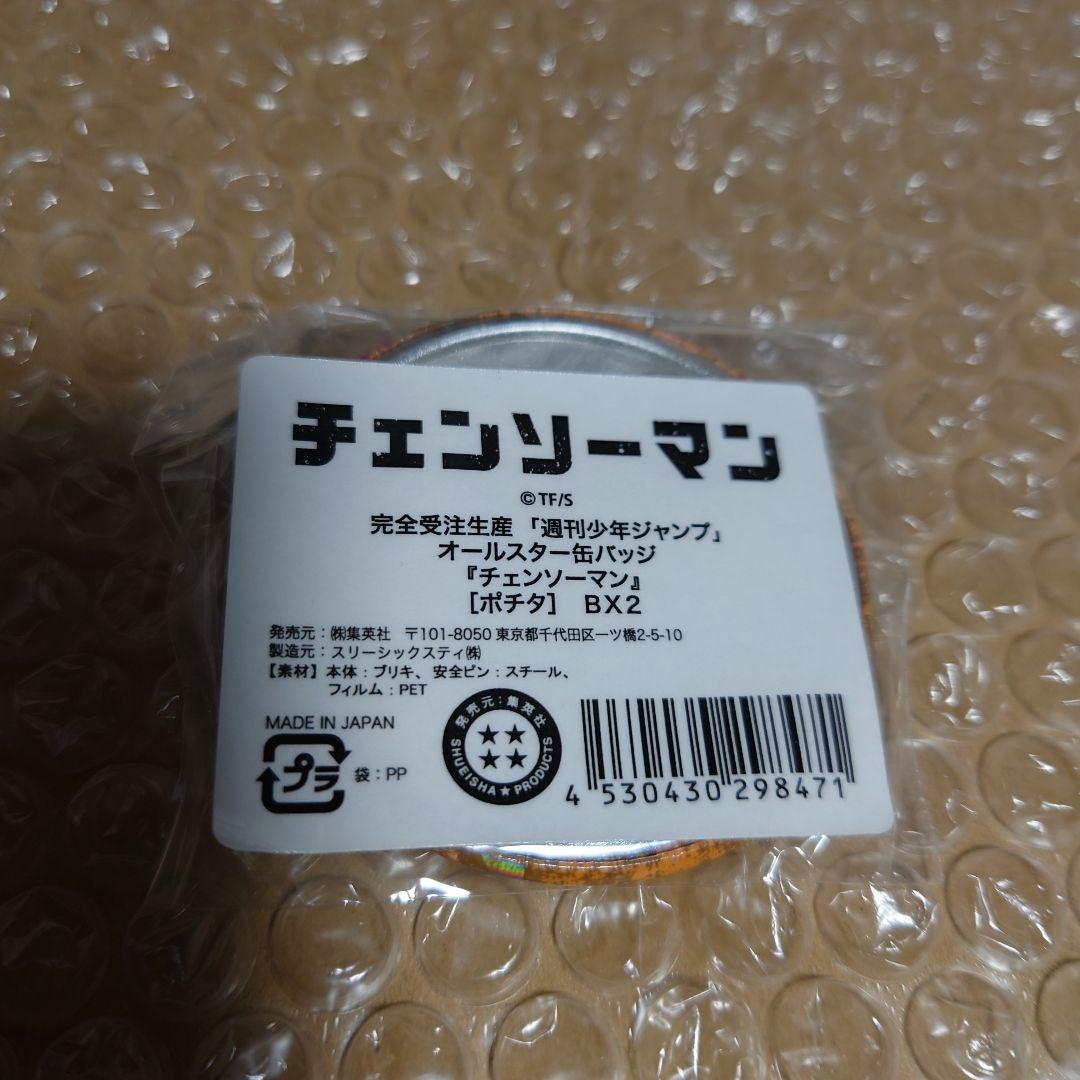 チェンソーマン
©TF/S
完全受注生産 「週刊少年ジャンプ」
オールスター缶バッジ
『チェンソーマン』
[ポチタ] BX2
発売元：㈱集英社 〒101-8050 東京都千代田区一ツ橋2-5-10
製造元：スリーシックスティ㈱
【素材】本体：ブリキ、安全ピン：スチール、
フィルム：PET
MADE IN JAPAN
プラ
袋：PP
発売元：集英社
SHUEISHA★PRODUCTS
4 530430 298471